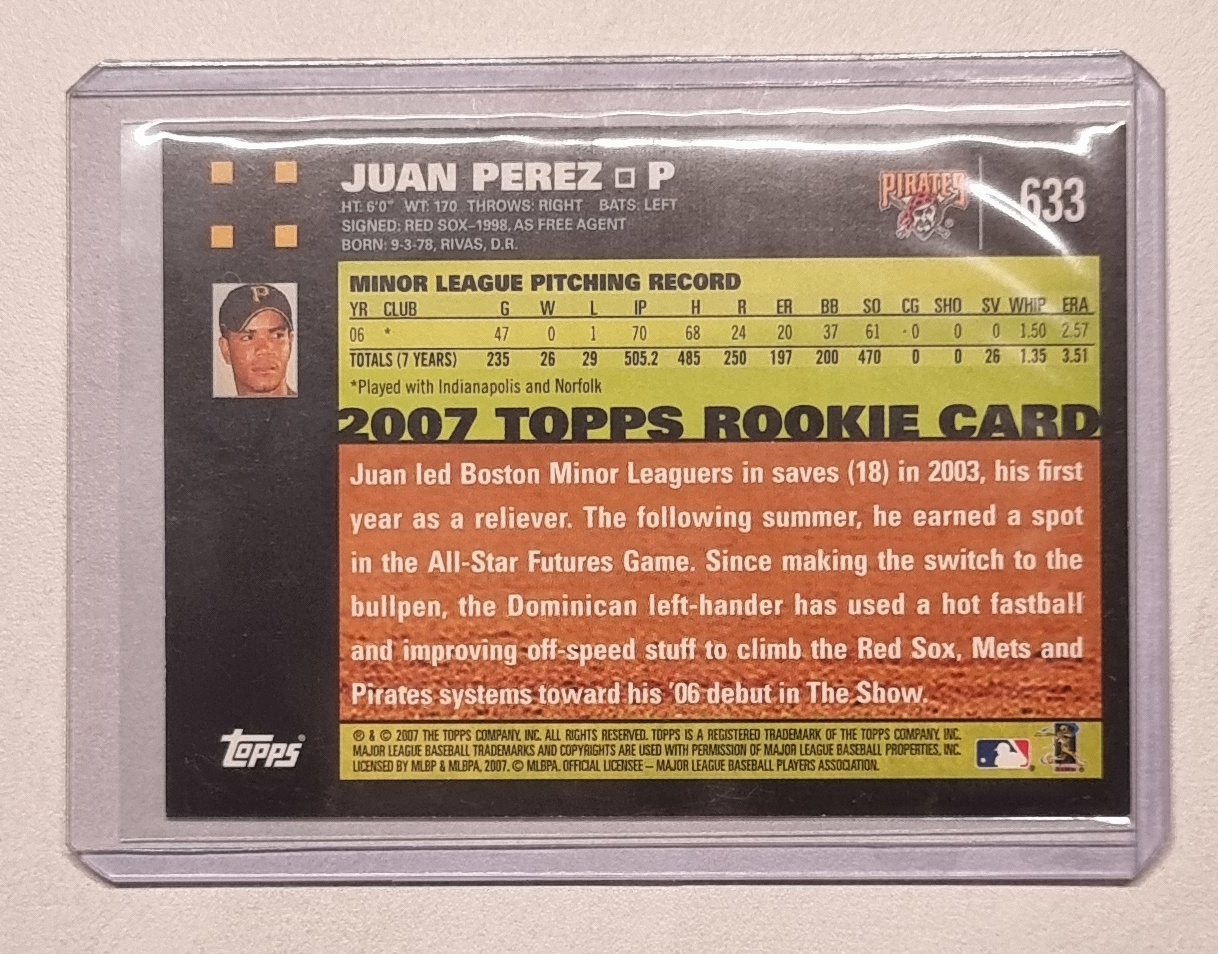 JUAN PEREZ □ P
PIRATES
633
HT: 6'0" WT: 170 THROWS: RIGHT BATS: LEFT
SIGNED: RED SOX–1998, AS FREE AGENT
BORN: 9-3-78, RIVAS, D.R.
P
MINOR LEAGUE PITCHING RECORD
YR CLUB G W L IP H R ER BB SO CG SHO SV WHIP ERA
06 * 47 0 1 70 68 24 20 37 61 0 0 0 1.50 2.57
TOTALS (7 YEARS) 235 26 29 505.2 485 250 197 200 470 0 0 26 1.35 3.51
*Played with Indianapolis and Norfolk
2007 TOPPS ROOKIE CARD
Juan led Boston Minor Leaguers in saves (18) in 2003, his first
year as a reliever. The following summer, he earned a spot
in the All-Star Futures Game. Since making the switch to the
bullpen, the Dominican left-hander has used a hot fastball
and improving off-speed stuff to climb the Red Sox, Mets and
Pirates systems toward his '06 debut in The Show.
Topps®
® & © 2007 THE TOPPS COMPANY, INC. ALL RIGHTS RESERVED. TOPPS IS A REGISTERED TRADEMARK OF THE TOPPS COMPANY, INC.
MAJOR LEAGUE BASEBALL TRADEMARKS AND COPYRIGHTS ARE USED WITH PERMISSION OF MAJOR LEAGUE BASEBALL PROPERTIES, INC.
LICENSED BY MLBP & MLBPA, 2007. © MLBPA. OFFICIAL LICENSEE – MAJOR LEAGUE BASEBALL PLAYERS ASSOCIATION.